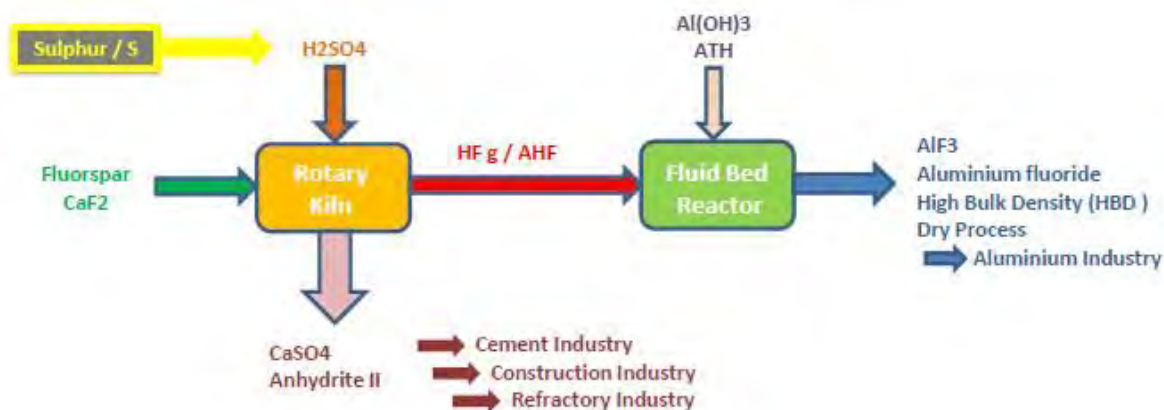 Sulphur / S
H2SO4
Al(OH)3
ATH
Fluorspar
CaF2
Rotary
Kiln
HF g / AHF
Fluid Bed
Reactor
AlF3
Aluminium fluoride
High Bulk Density (HBD )
Dry Process
Aluminium Industry
CaSO4
Anhydrite II
Cement Industry
Construction Industry
Refractory Industry